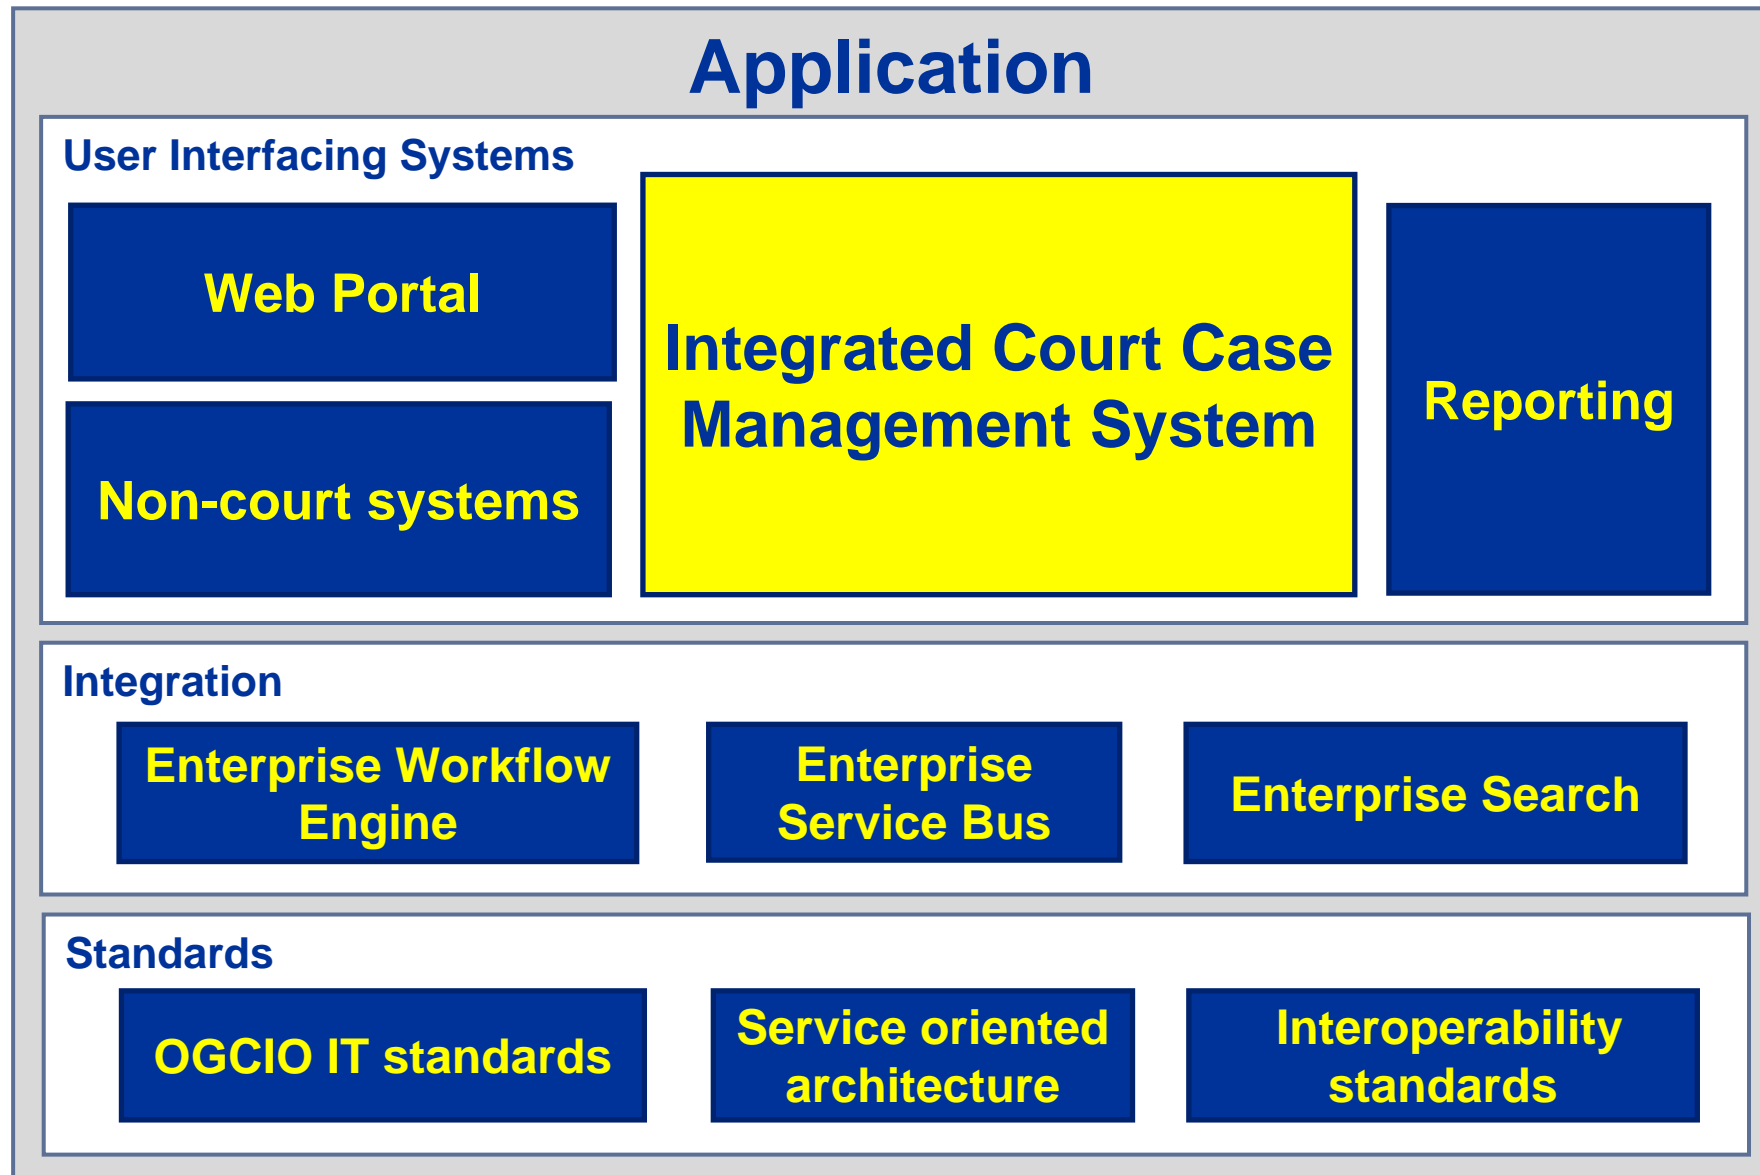 Application
User Interfacing Systems
Web Portal
Non-court systems
Integrated Court Case
Management System
Reporting
Integration
Enterprise Workflow
Engine
Enterprise
Service Bus
Enterprise Search
Standards
OGCIO IT standards
Service oriented
architecture
Interoperability
standards